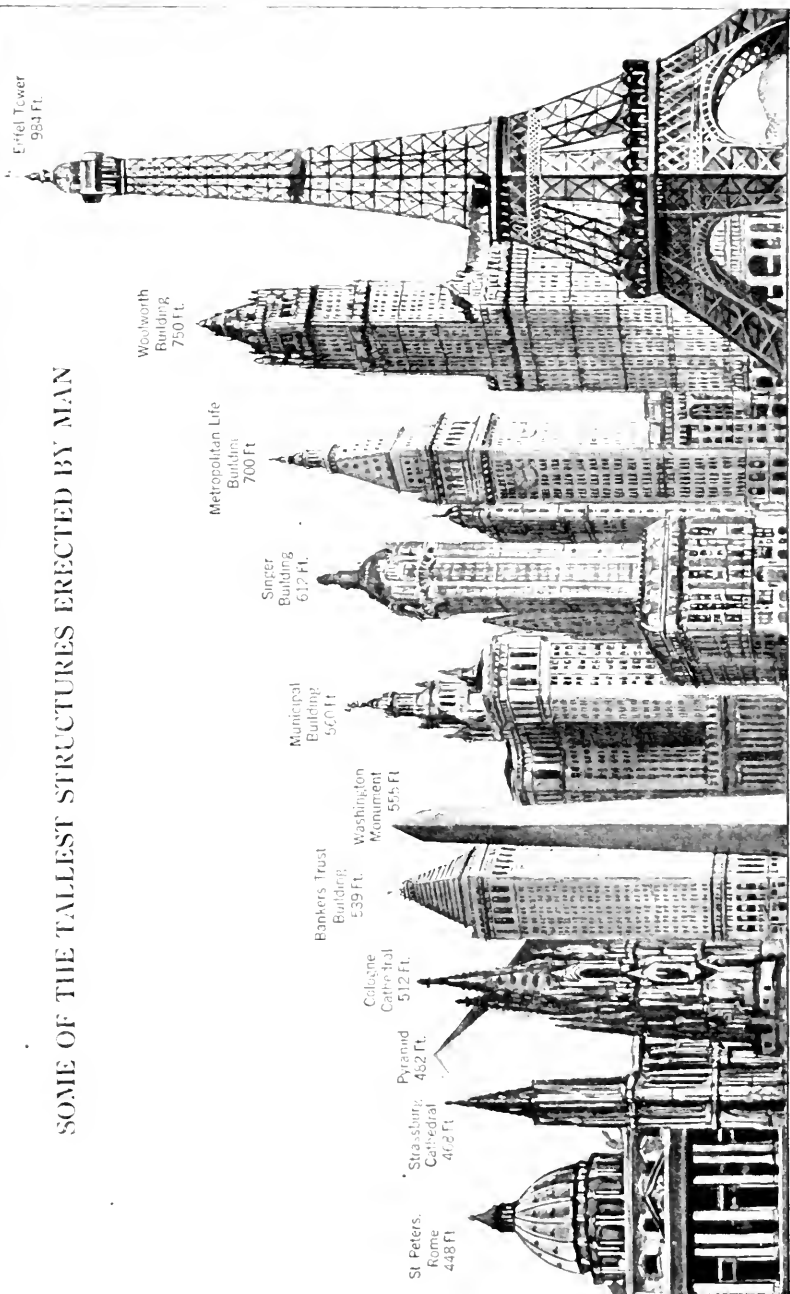 SOME OF THE TALLEST STRUCTURES ERECTED BY MAN
St Peters.
Rome
448 Ft
Strassburg
Cathedral
468 Ft
Pyramid
482 Ft.
Cologne
Cathedral
512 Ft.
Bankers Trust
Building
539 Ft.
Washington
Monument
555 Ft
Municipal
Building
560 Ft
Singer
Building
612 Ft.
Metropolitan Life
Building
700 Ft
Woolworth
Building
750 Ft.
Eiffel Tower
984 Ft.